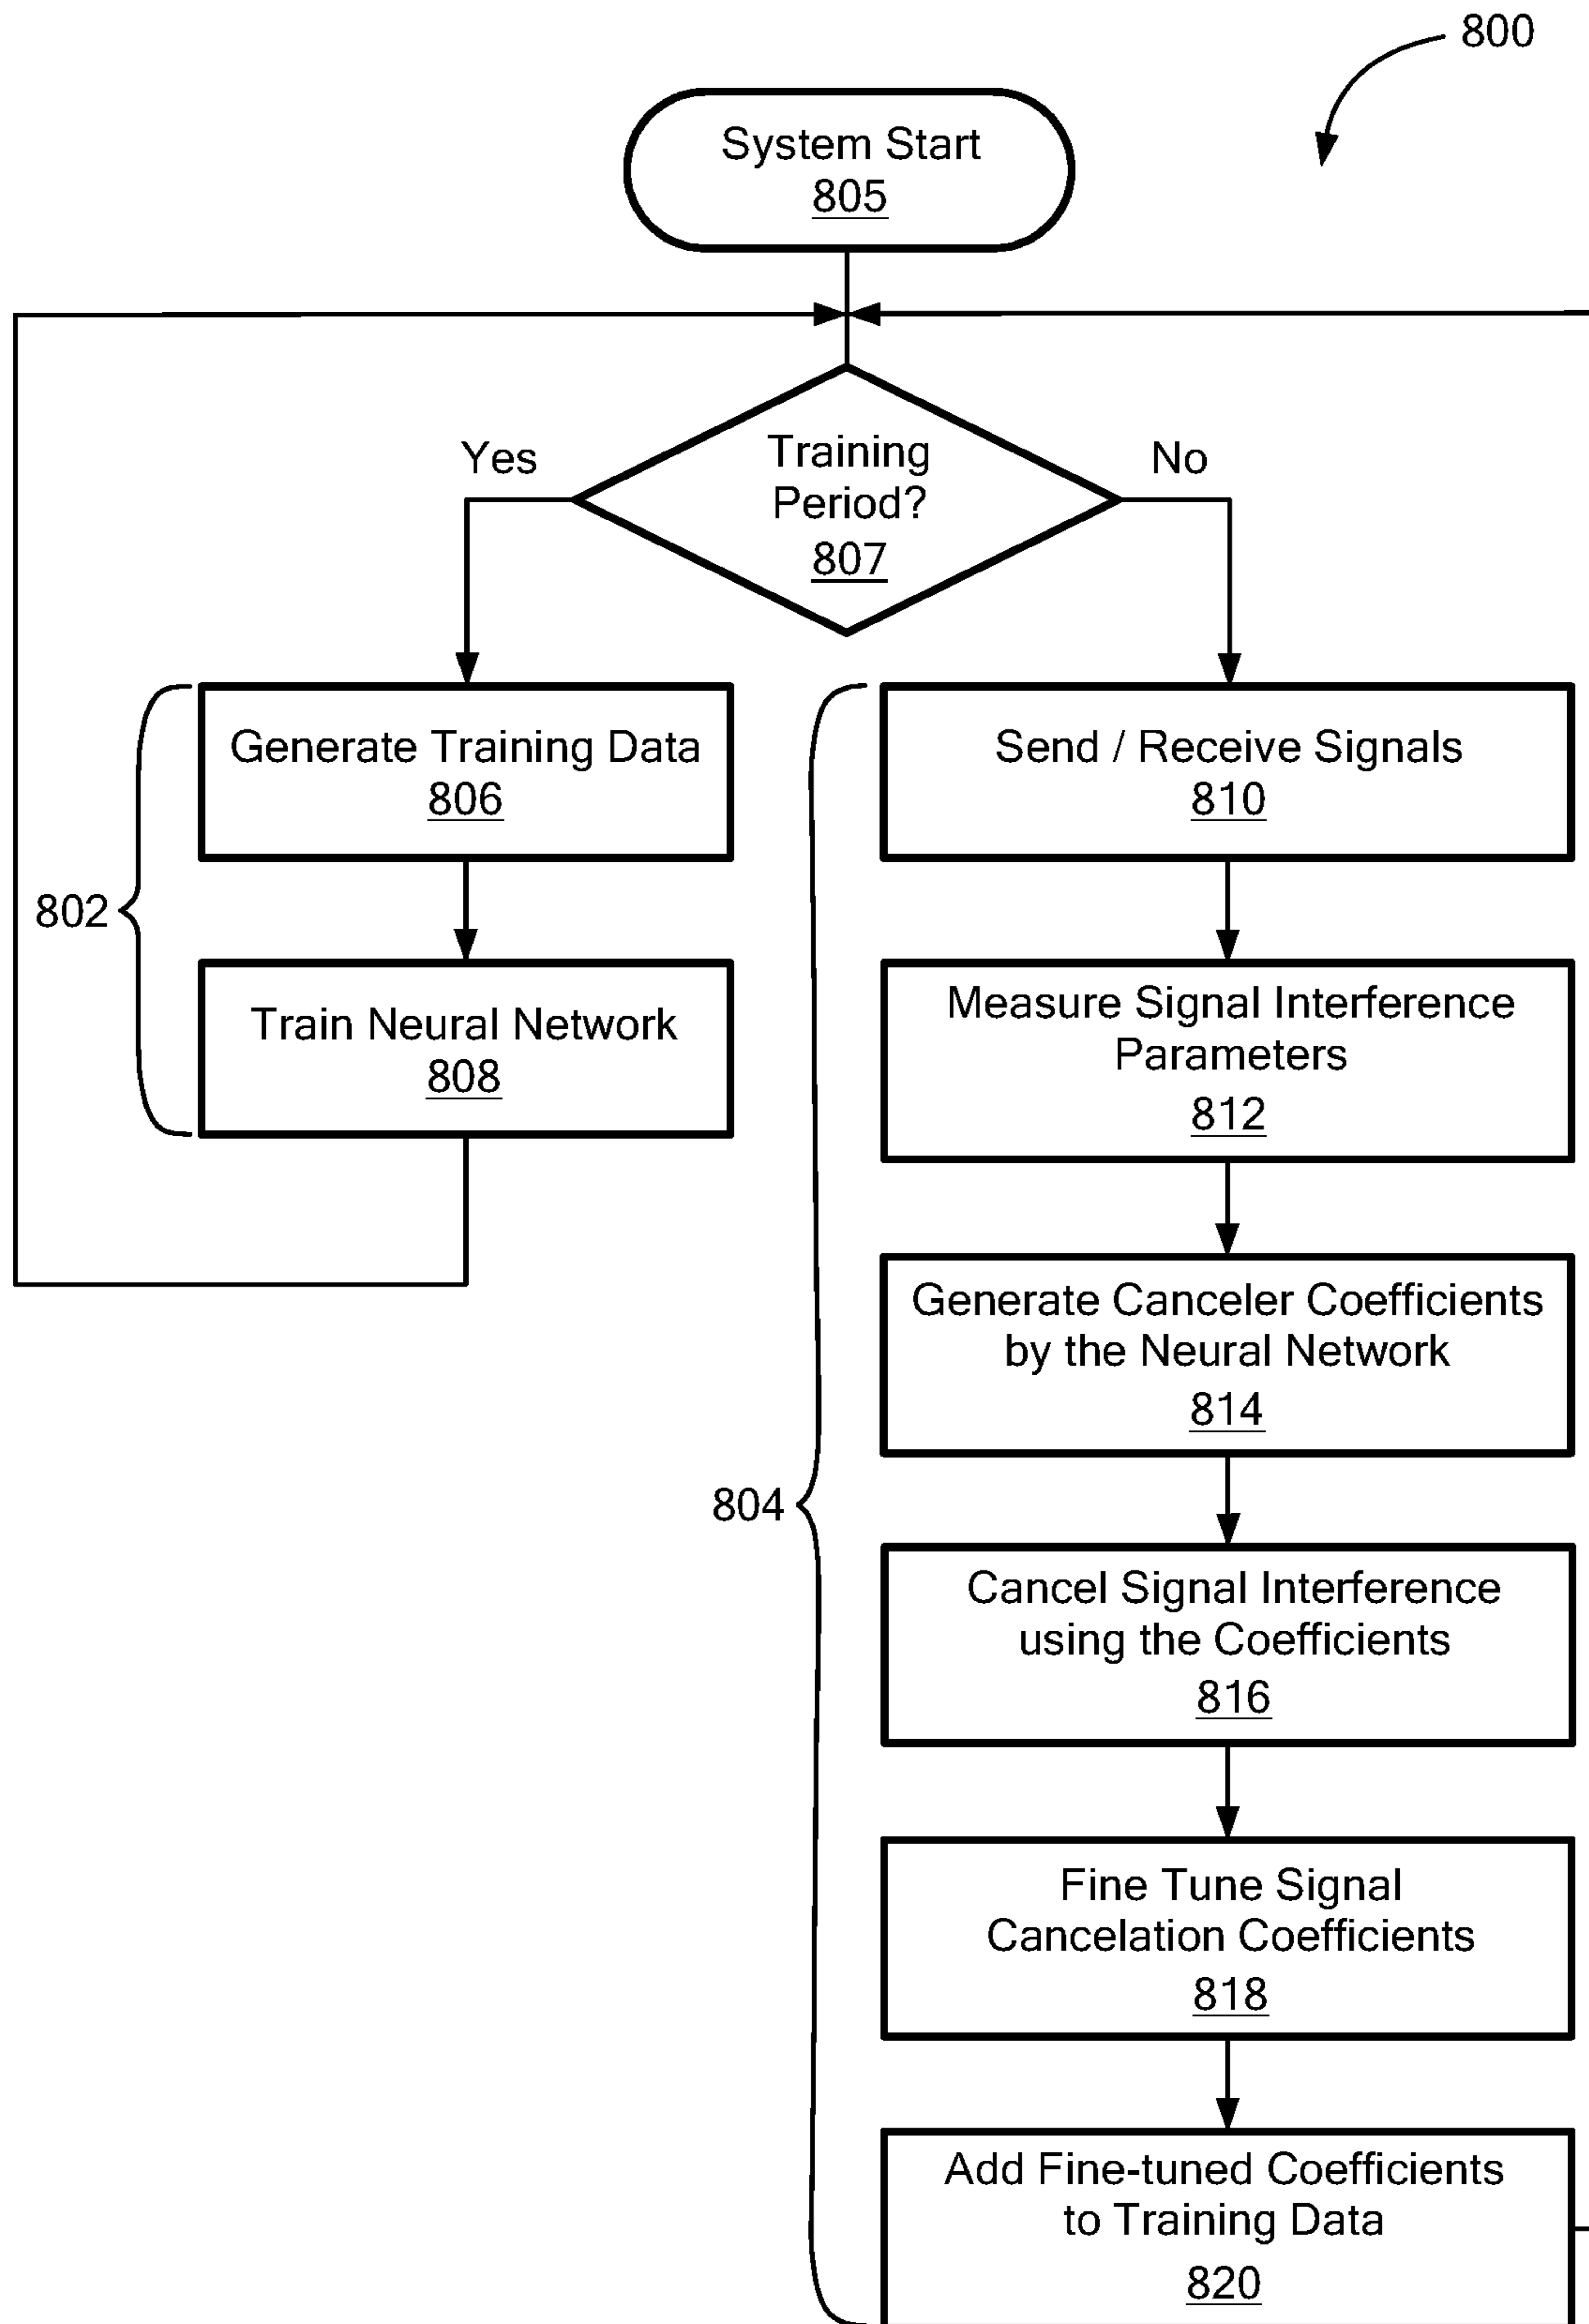 800
System Start
805
Training
Period?
807
Yes
No
Generate Training Data
806
Train Neural Network
808
802
Send / Receive Signals
810
Measure Signal Interference
Parameters
812
Generate Canceler Coefficients
by the Neural Network
814
804
Cancel Signal Interference
using the Coefficients
816
Fine Tune Signal
Cancelation Coefficients
818
Add Fine-tuned Coefficients
to Training Data
820